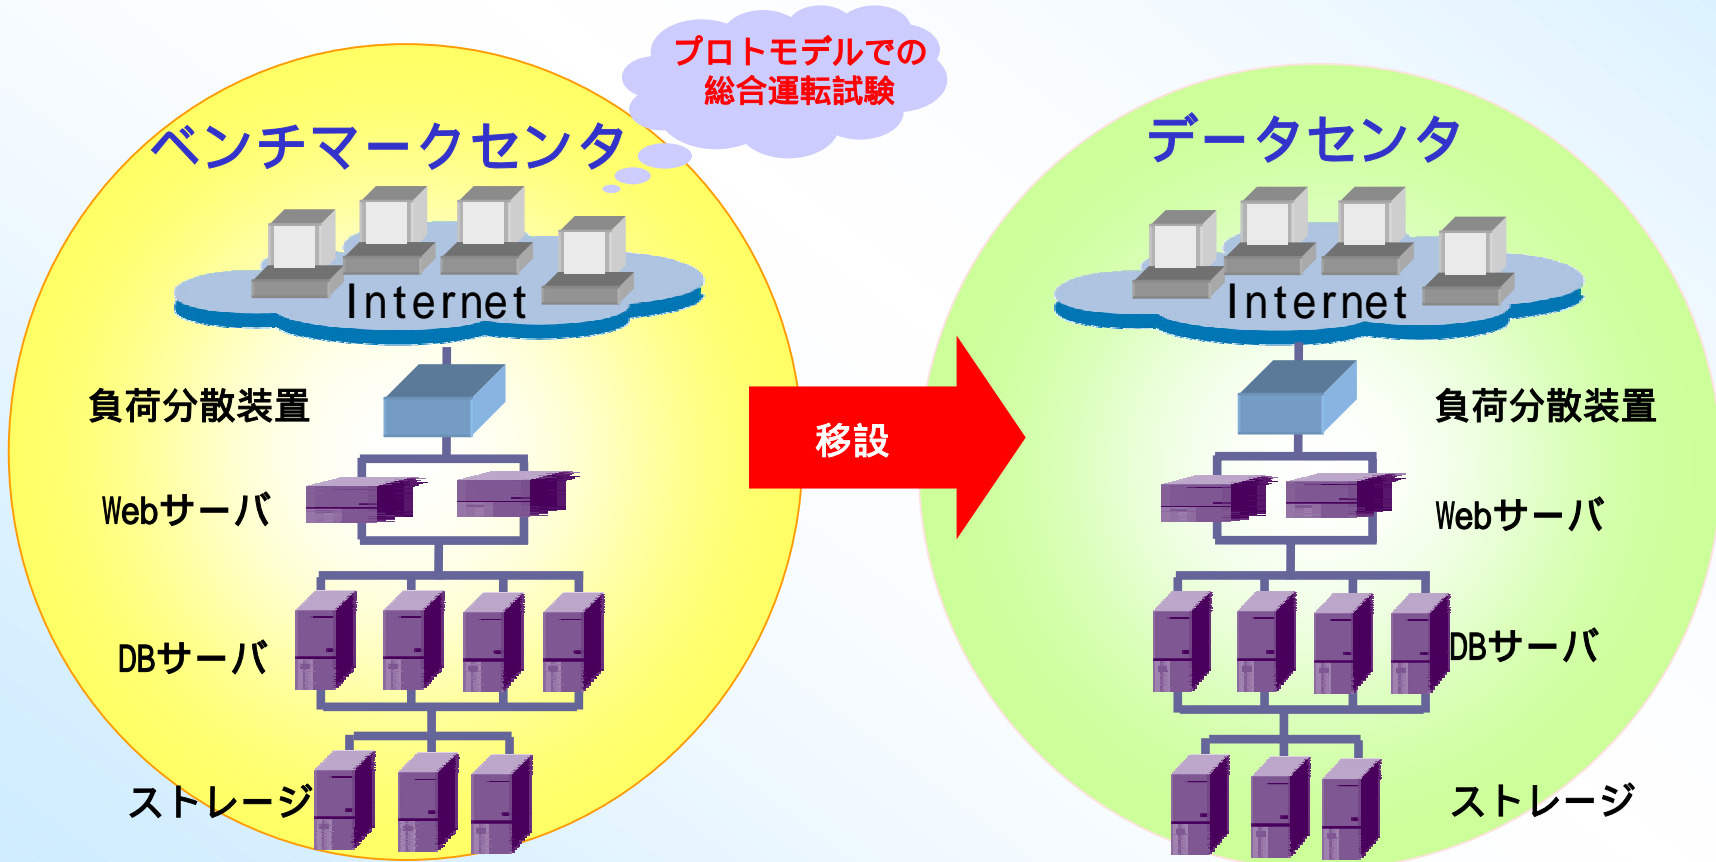 プロトモデルでの
総合運転試験
ベンチマークセンタ
Internet
負荷分散装置
Webサーバ
DBサーバ
ストレージ
移設
データセンタ
Internet
負荷分散装置
Webサーバ
DBサーバ
ストレージ